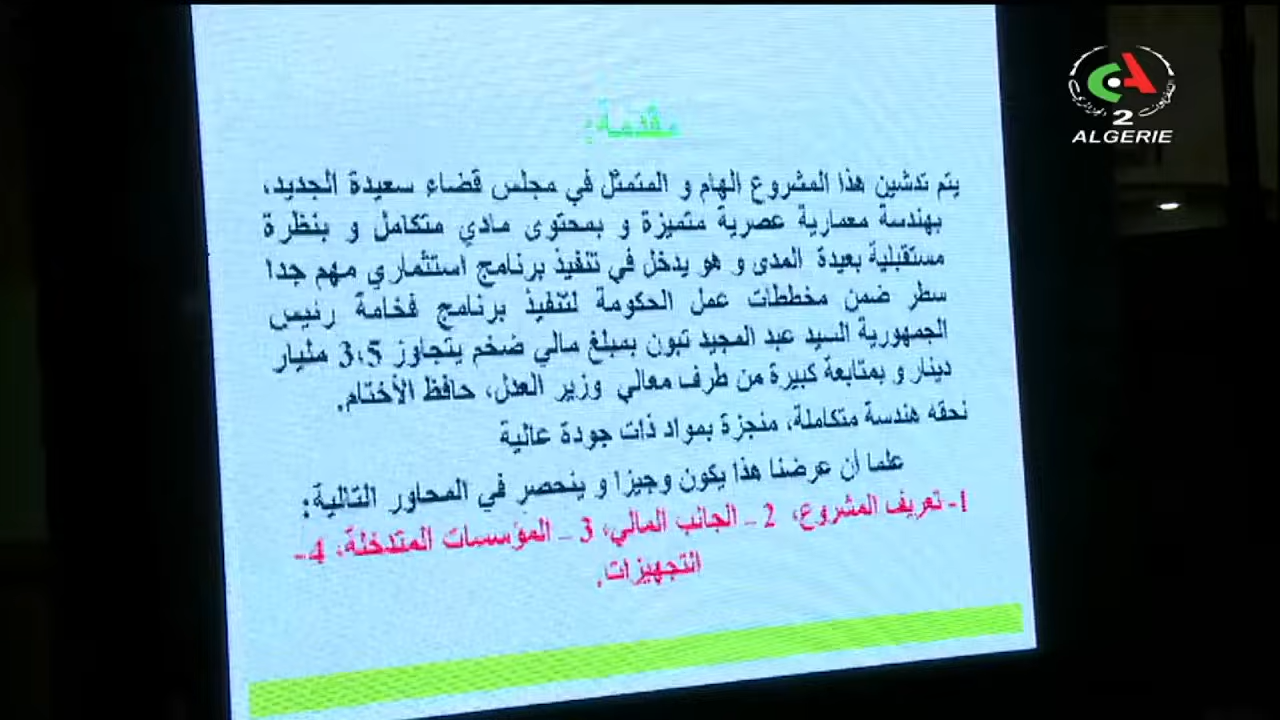 مقدمة:
يتم تدشين هذا المشروع الهام و المتمثل في مجلس قضاء سعيدة الجديد،
بهندسة معمارية عصرية متميزة و بمحتوى مادي متكامل و بنظرة
مستقبلية بعيدة المدى و هو يدخل في تنفيذ برنامج استثماري مهم جدا
سطر ضمن مخططات عمل الحكومة لتنفيذ برنامج فخامة رئيس
الجمهورية السيد عبد المجيد تبون بمبلغ مالي ضخم يتجاوز 3،5 مليار
دينار و بمتابعة كبيرة من طرف معالي وزير العدل، حافظ الأختام.
نحقه هندسة متكاملة، منجزة بمواد ذات جودة عالية
علما أن عرضنا هذا يكون وجيزا و ينحصر في المحاور التالية:
1- تعريف المشروع، 2 – الجانب المالي، 3 – المؤسسات المتدخلة، 4-
التجهيزات.
2
ALGERIE